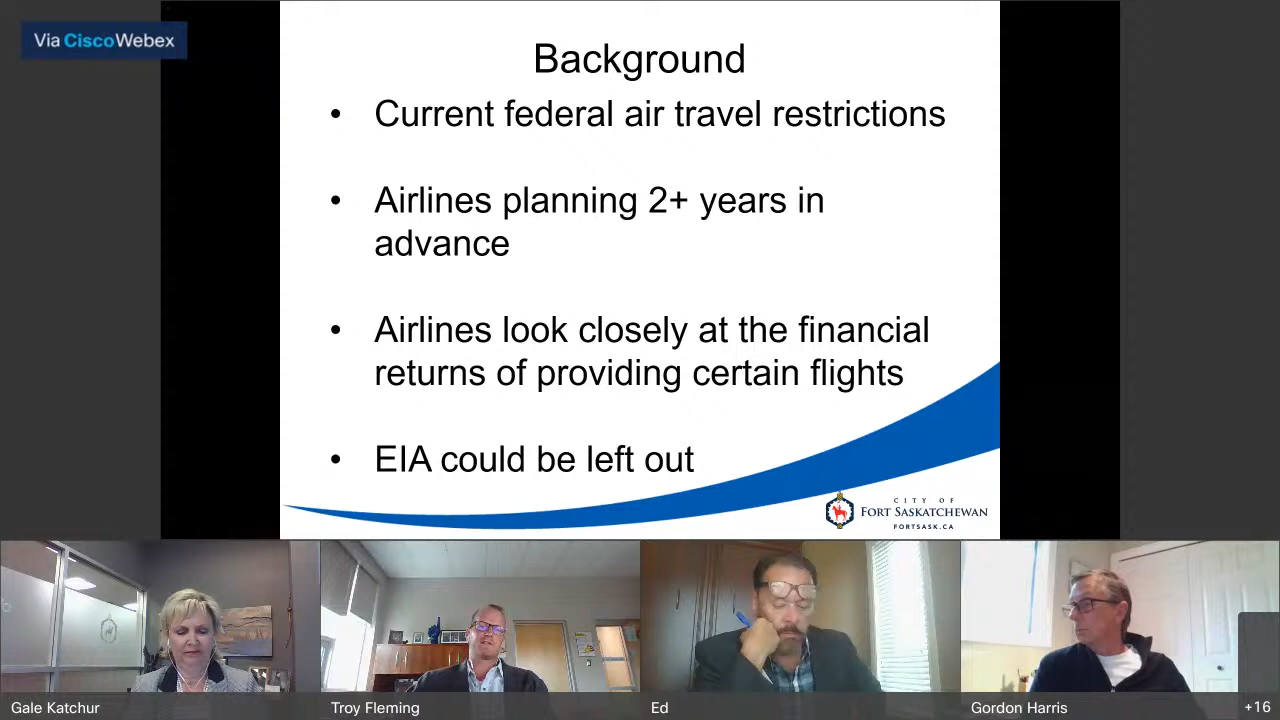 Via CiscoWebex
Background
• Current federal air travel restrictions
• Airlines planning 2+ years in
advance
• Airlines look closely at the financial
returns of providing certain flights
• EIA could be left out
CITY OF
FORT SASKATCHEWAN
FORTSASK.CA
Gale Katchur
Troy Fleming
Ed
Gordon Harris
+16